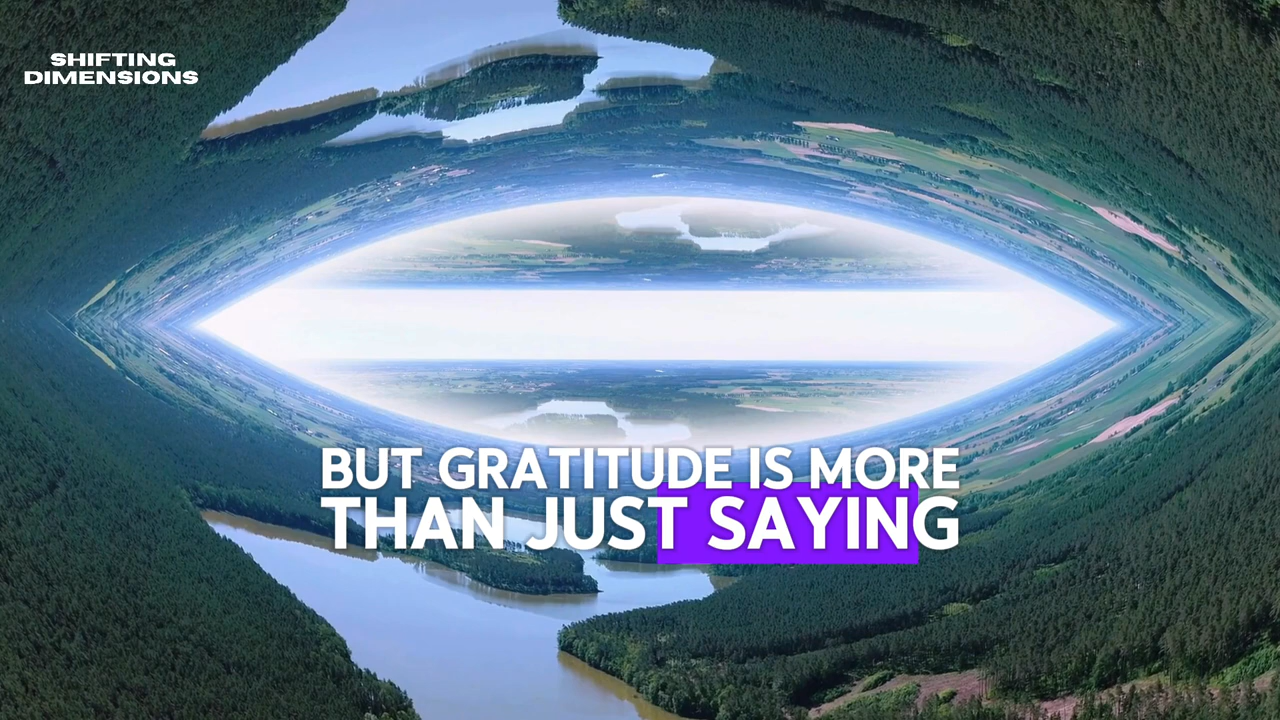 SHIFTING
DIMENSIONS
BUT GRATITUDE IS MORE
THAN JUST SAYING